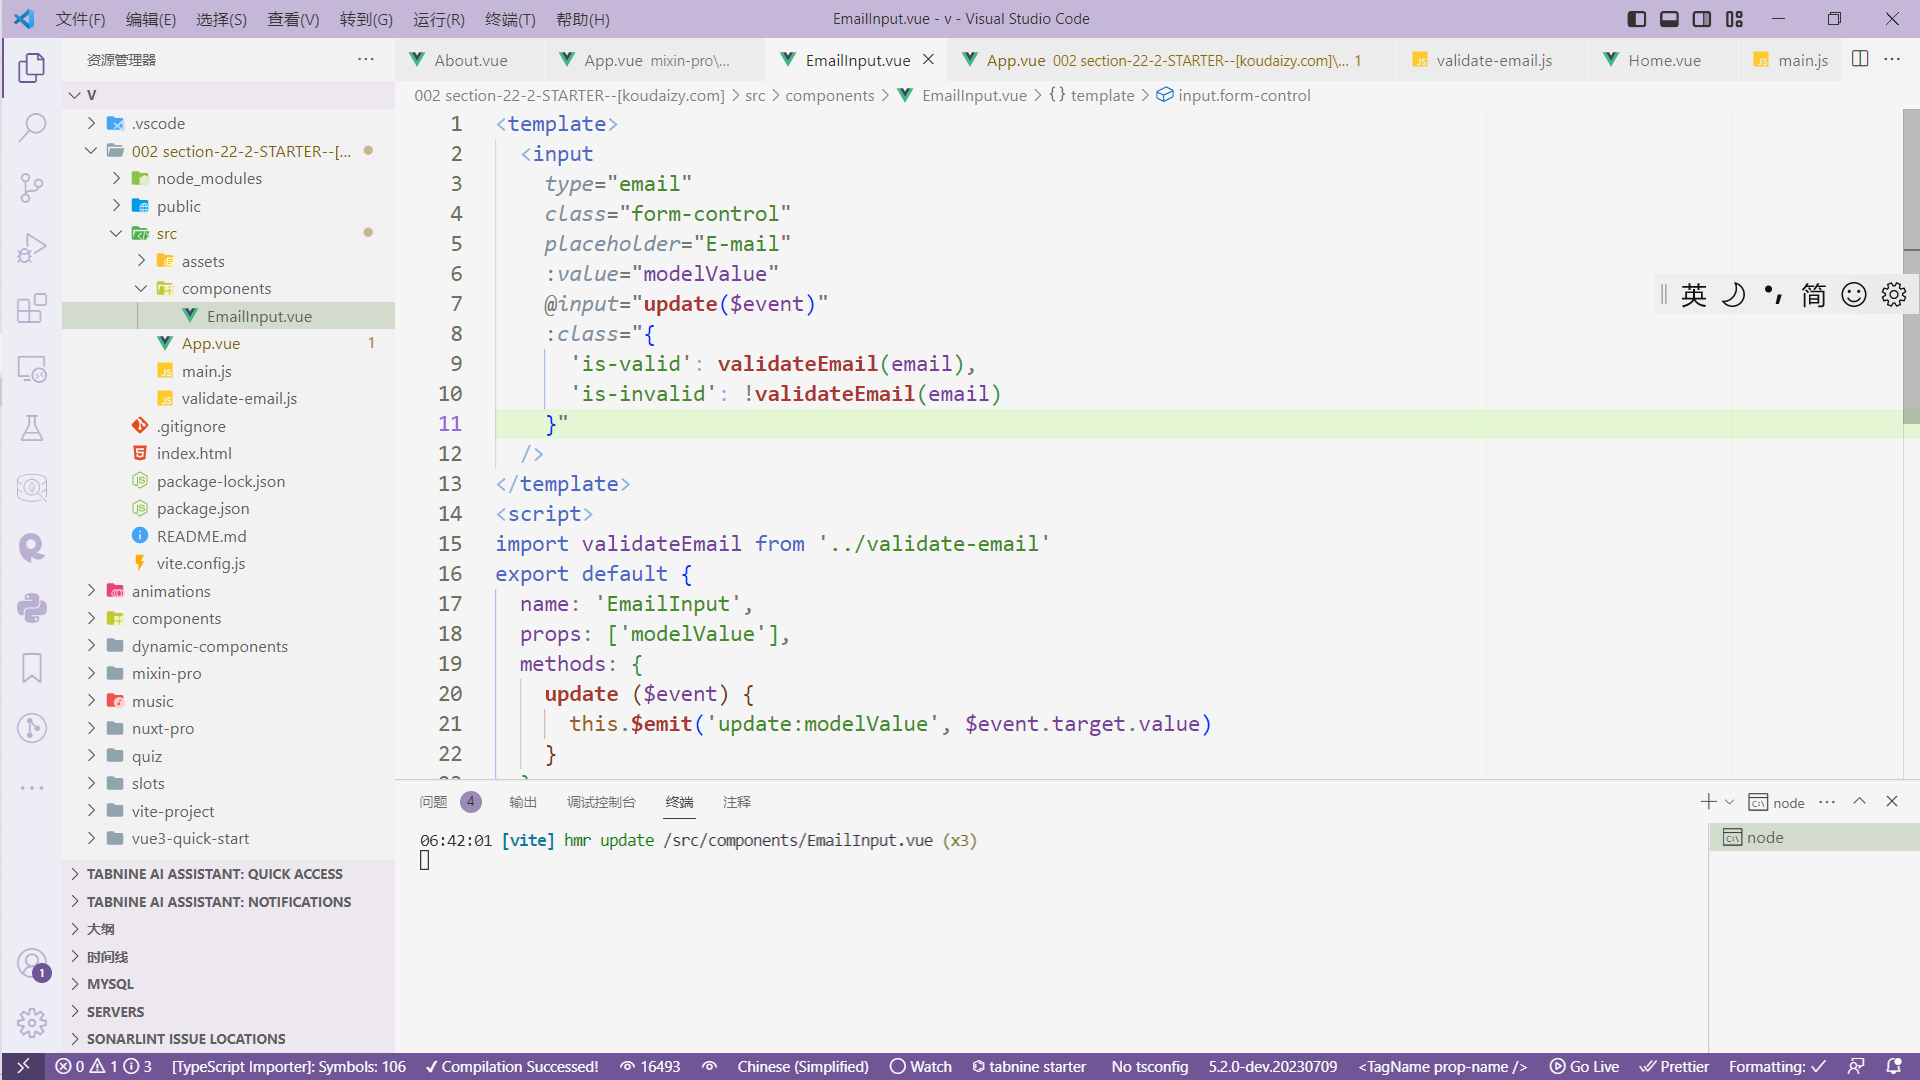 文件(F) 编辑(E) 选择(S) 查看(V) 转到(G) 运行(R) 终端(T) 帮助(H) EmailInput.vue - v - Visual Studio Code
资源管理器
V
.vscode
002 section-22-2-STARTER--[...
node_modules
public
src
assets
components
EmailInput.vue
App.vue 1
main.js
validate-email.js
.gitignore
index.html
package-lock.json
package.json
README.md
vite.config.js
animations
components
dynamic-components
mixin-pro
music
nuxt-pro
quiz
slots
vite-project
vue3-quick-start
TABNINE AI ASSISTANT: QUICK ACCESS
TABNINE AI ASSISTANT: NOTIFICATIONS
大纲
时间线
MYSQL
SERVERS
SONARLINT ISSUE LOCATIONS
1
About.vue App.vue mixin-pro\... EmailInput.vue App.vue 002 section-22-2-STARTER--[koudaizy.com]\... 1 validate-email.js Home.vue main.js
002 section-22-2-STARTER--[koudaizy.com] > src > components > EmailInput.vue > {} template > input.form-control
1 <template>
2 <input
3 type="email"
4 class="form-control"
5 placeholder="E-mail"
6 :value="modelValue"
7 @input="update($event)"
8 :class="{
9 'is-valid': validateEmail(email),
10 'is-invalid': !validateEmail(email)
11 }"
12 />
13 </template>
14 <script>
15 import validateEmail from '../validate-email'
16 export default {
17 name: 'EmailInput',
18 props: ['modelValue'],
19 methods: {
20 update ($event) {
21 this.$emit('update:modelValue', $event.target.value)
22 }
英 简
问题 4 输出 调试控制台 终端 注释
node
06:42:01 [vite] hmr update /src/components/EmailInput.vue (x3)
node
0 1 3 [TypeScript Importer]: Symbols: 106 Compilation Successed! 16493 Chinese (Simplified) Watch tabnine starter No tsconfig 5.2.0-dev.20230709 <TagName prop-name /> Go Live Prettier Formatting: